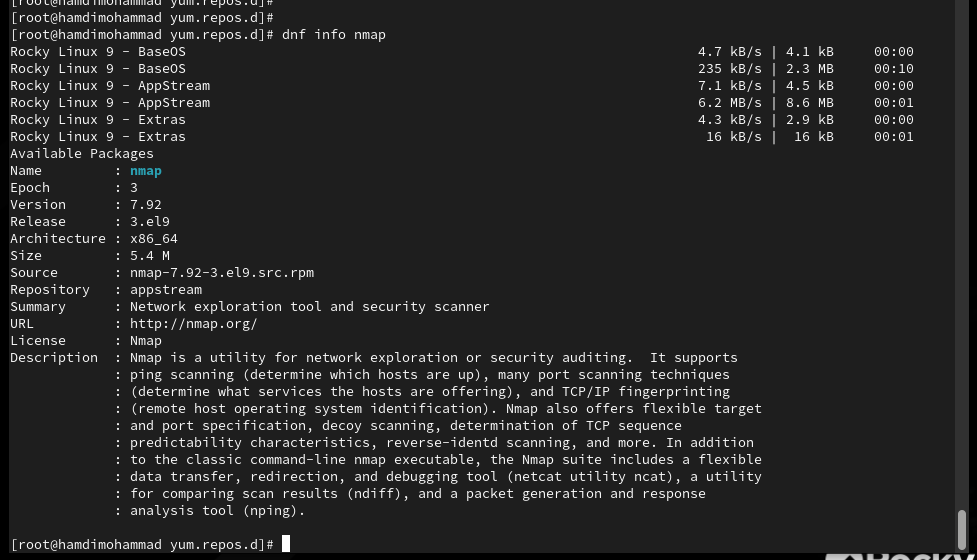 [root@hamdimohammad yum.repos.d]#
[root@hamdimohammad yum.repos.d]#
[root@hamdimohammad yum.repos.d]# dnf info nmap
Rocky Linux 9 - BaseOS 4.7 kB/s | 4.1 kB 00:00
Rocky Linux 9 - BaseOS 235 kB/s | 2.3 MB 00:10
Rocky Linux 9 - AppStream 7.1 kB/s | 4.5 kB 00:00
Rocky Linux 9 - AppStream 6.2 MB/s | 8.6 MB 00:01
Rocky Linux 9 - Extras 4.3 kB/s | 2.9 kB 00:00
Rocky Linux 9 - Extras 16 kB/s | 16 kB 00:01
Available Packages
Name : nmap
Epoch : 3
Version : 7.92
Release : 3.el9
Architecture : x86_64
Size : 5.4 M
Source : nmap-7.92-3.el9.src.rpm
Repository : appstream
Summary : Network exploration tool and security scanner
URL : http://nmap.org/
License : Nmap
Description : Nmap is a utility for network exploration or security auditing.  It supports
: ping scanning (determine which hosts are up), many port scanning techniques
: (determine what services the hosts are offering), and TCP/IP fingerprinting
: (remote host operating system identification). Nmap also offers flexible target
: and port specification, decoy scanning, determination of TCP sequence
: predictability characteristics, reverse-identd scanning, and more. In addition
: to the classic command-line nmap executable, the Nmap suite includes a flexible
: data transfer, redirection, and debugging tool (netcat utility ncat), a utility
: for comparing scan results (ndiff), and a packet generation and response
: analysis tool (nping).
[root@hamdimohammad yum.repos.d]#